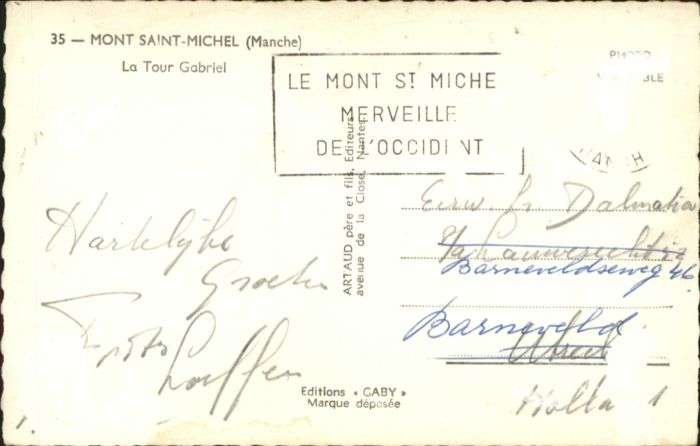 35 — MONT SAINT-MICHEL (Manche)
La Tour Gabriel
LE MONT ST MICHE
MERVEILLE
DE L'OCCIDENT
ARTAUD père et fils, Editeurs
avenue de la Close, Nantes
Hartelijke
Groeten
Dalmatia
Barneveldseweg 46
Barneveld
Editions « GABY »
Marque déposée